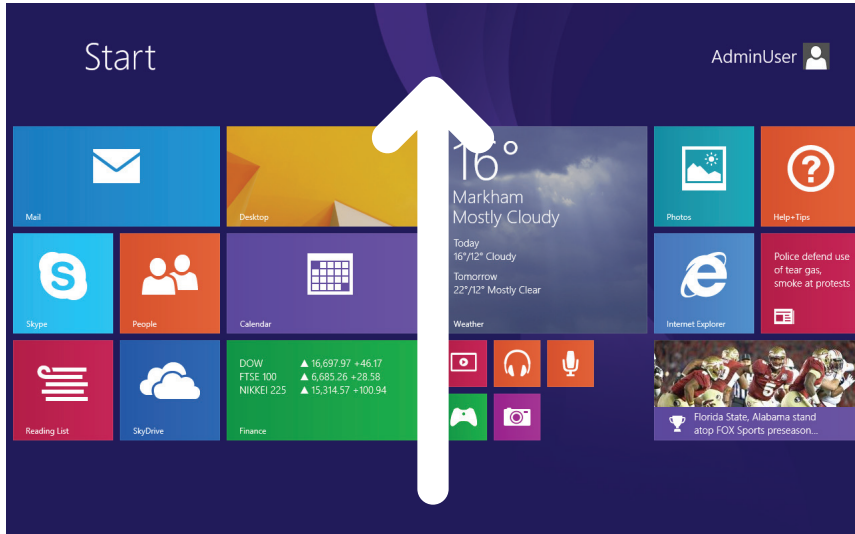 Start
AdminUser
Mail
Desktop
16°
Markham
Mostly Cloudy
Today
16°/12° Cloudy
Tomorrow
22°/12° Mostly Clear
Weather
Photos
Help+Tips
Skype
People
Calendar
Internet Explorer
Police defend use
of tear gas,
smoke at protests
Reading List
SkyDrive
DOW ▲ 16,697.97 +46.17
FTSE 100 ▲ 6,685.26 +28.58
NIKKEI 225 ▲ 15,314.57 +100.94
Finance
Florida State, Alabama stand
atop FOX Sports preseason...